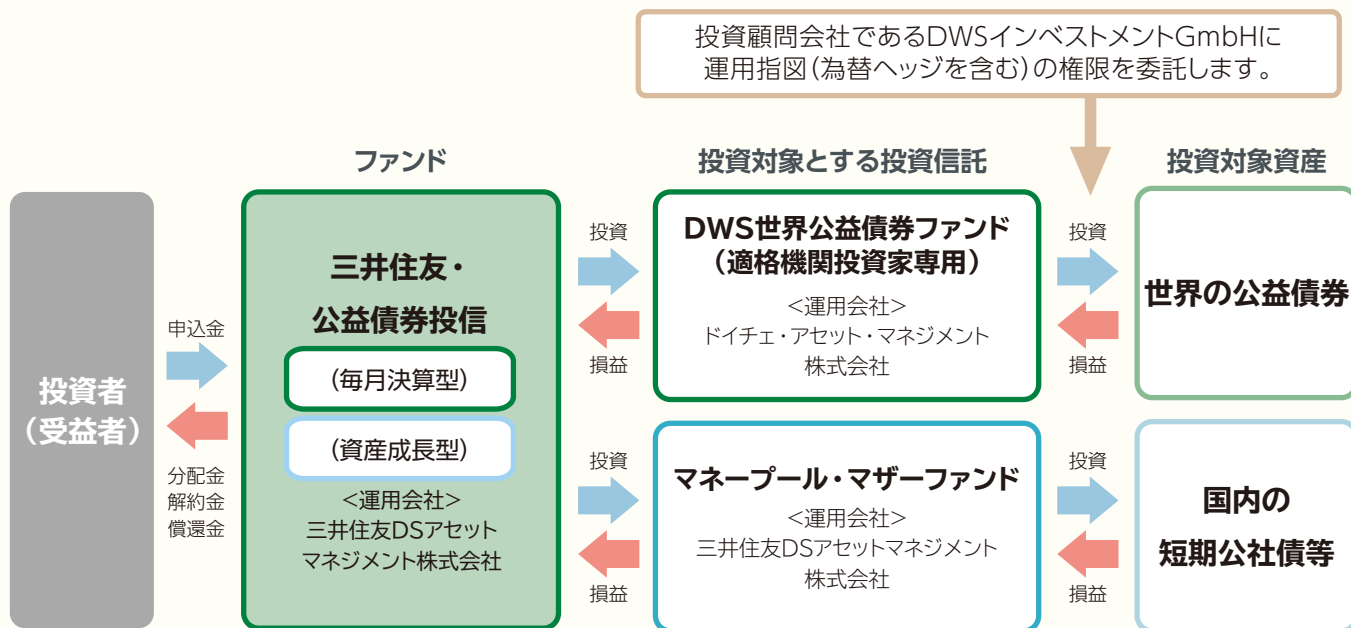 投資顧問会社であるDWSインベストメントGmbHに
運用指図(為替ヘッジを含む)の権限を委託します。
ファンド
投資対象とする投資信託
投資対象資産
投資者
(受益者)
申込金
分配金
解約金
償還金
三井住友・
公益債券投信
(毎月決算型)
(資産成長型)
<運用会社>
三井住友DSアセット
マネジメント株式会社
投資
損益
DWS世界公益債券ファンド
(適格機関投資家専用)
<運用会社>
ドイチェ・アセット・マネジメント
株式会社
投資
損益
世界の公益債券
投資
損益
マネープール・マザーファンド
<運用会社>
三井住友DSアセットマネジメント
株式会社
投資
損益
国内の
短期公社債等